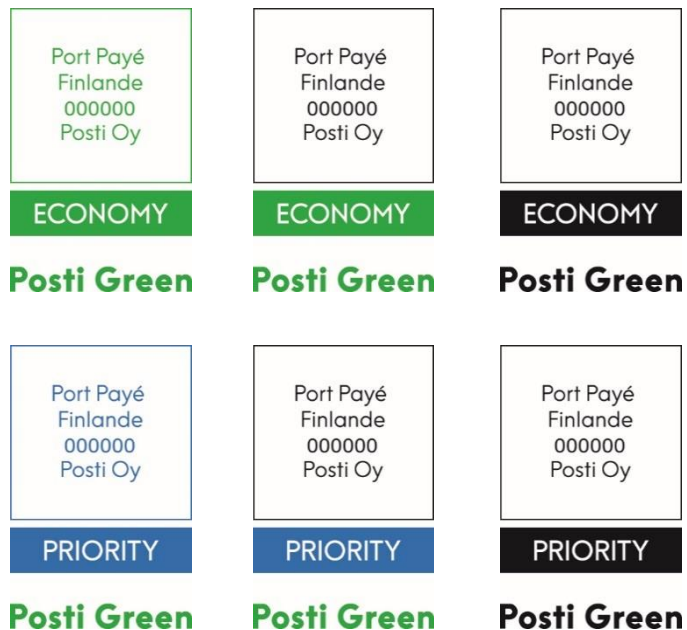 Port Payé
Finlande
000000
Posti Oy
ECONOMY
Posti Green
Port Payé
Finlande
000000
Posti Oy
ECONOMY
Posti Green
Port Payé
Finlande
000000
Posti Oy
ECONOMY
Posti Green
Port Payé
Finlande
000000
Posti Oy
PRIORITY
Posti Green
Port Payé
Finlande
000000
Posti Oy
PRIORITY
Posti Green
Port Payé
Finlande
000000
Posti Oy
PRIORITY
Posti Green